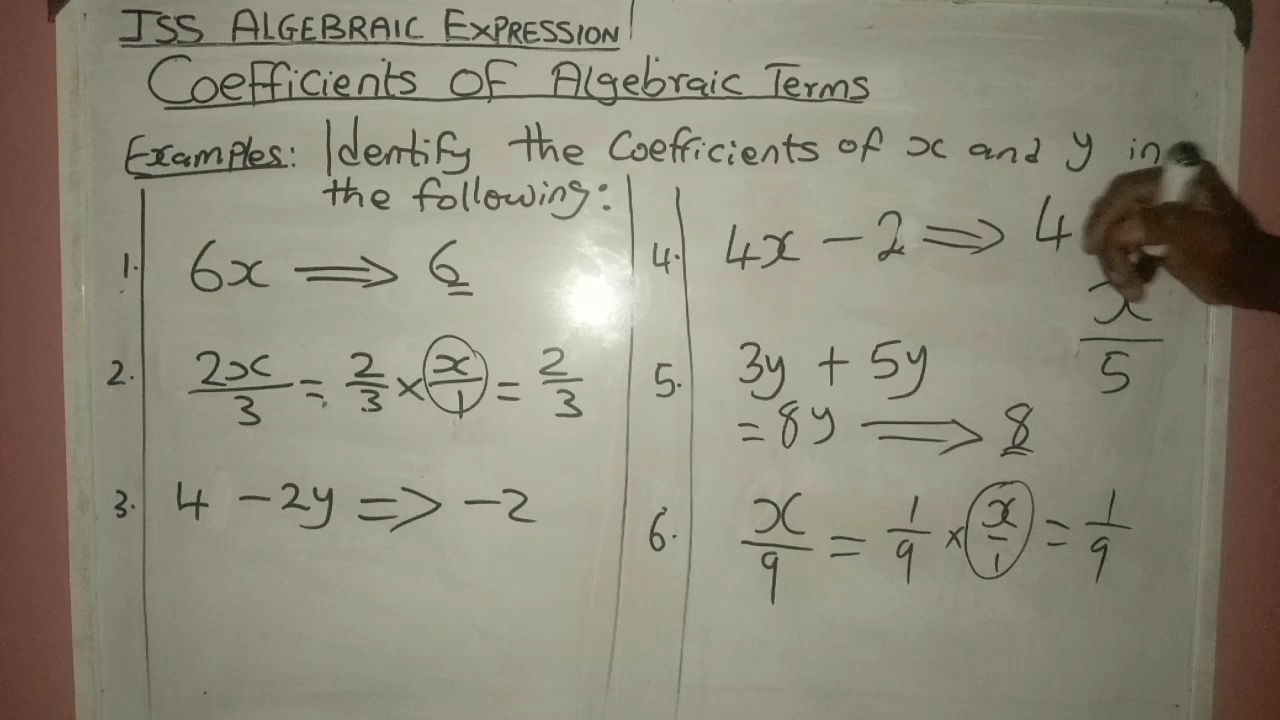 JSS ALGEBRAIC EXPRESSION
Coefficients Of Algebraic Terms
Examples: Identify the Coefficients of x and y in
the following:
1. 6x ⟹ 6
2. 2x/3 = 2/3 × x/1 = 2/3
3. 4 - 2y ⟹ -2
4. 4x - 2 ⟹ 4
x/5
5. 3y + 5y
= 8y ⟹ 8
6. x/9 = 1/9 × x/1 = 1/9